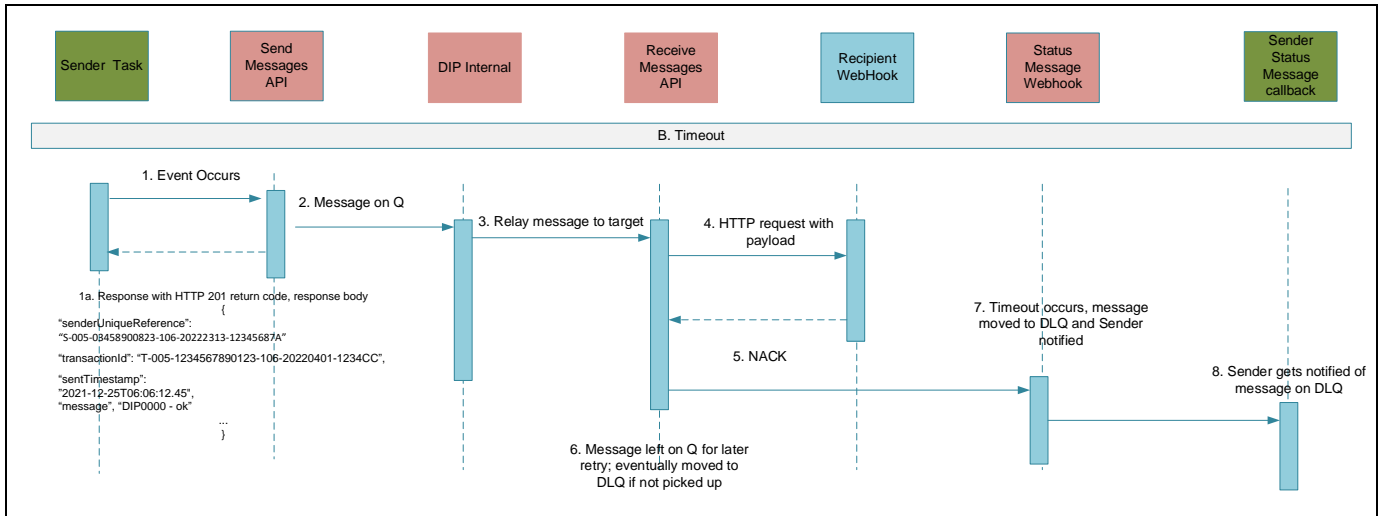 Sender Task
Send
Messages
API
DIP Internal
Receive
Messages
API
Recipient
WebHook
Status
Message
Webhook
Sender
Status
Message
callback
B. Timeout
1. Event Occurs
2. Message on Q
3. Relay message to target
4. HTTP request with
payload
1a. Response with HTTP 201 return code, response body
{
“senderUniqueReference”:
“S-005-03458900823-106-20222313-12345687A”
“transactionId”: “T-005-1234567890123-106-20220401-1234CC”,
“sentTimestamp”:
”2021-12-25T06:06:12.45”,
“message”, “DIP0000 - ok”
...
}
5. NACK
6. Message left on Q for later
retry; eventually moved to
DLQ if not picked up
7. Timeout occurs, message
moved to DLQ and Sender
notified
8. Sender gets notified of
message on DLQ